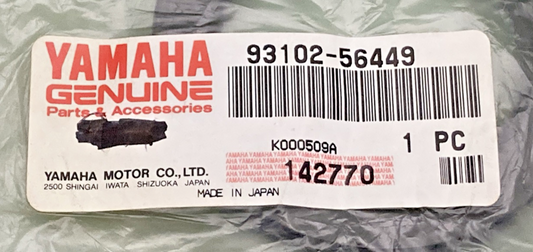 YAMAHA
GENUINE
Parts & Accessories
YAMAHA MOTOR CO., LTD.
2500 SHINGAI IWATA SHIZUOKA JAPAN
93102-56449
K000509A
1 PC
142770
MADE IN JAPAN